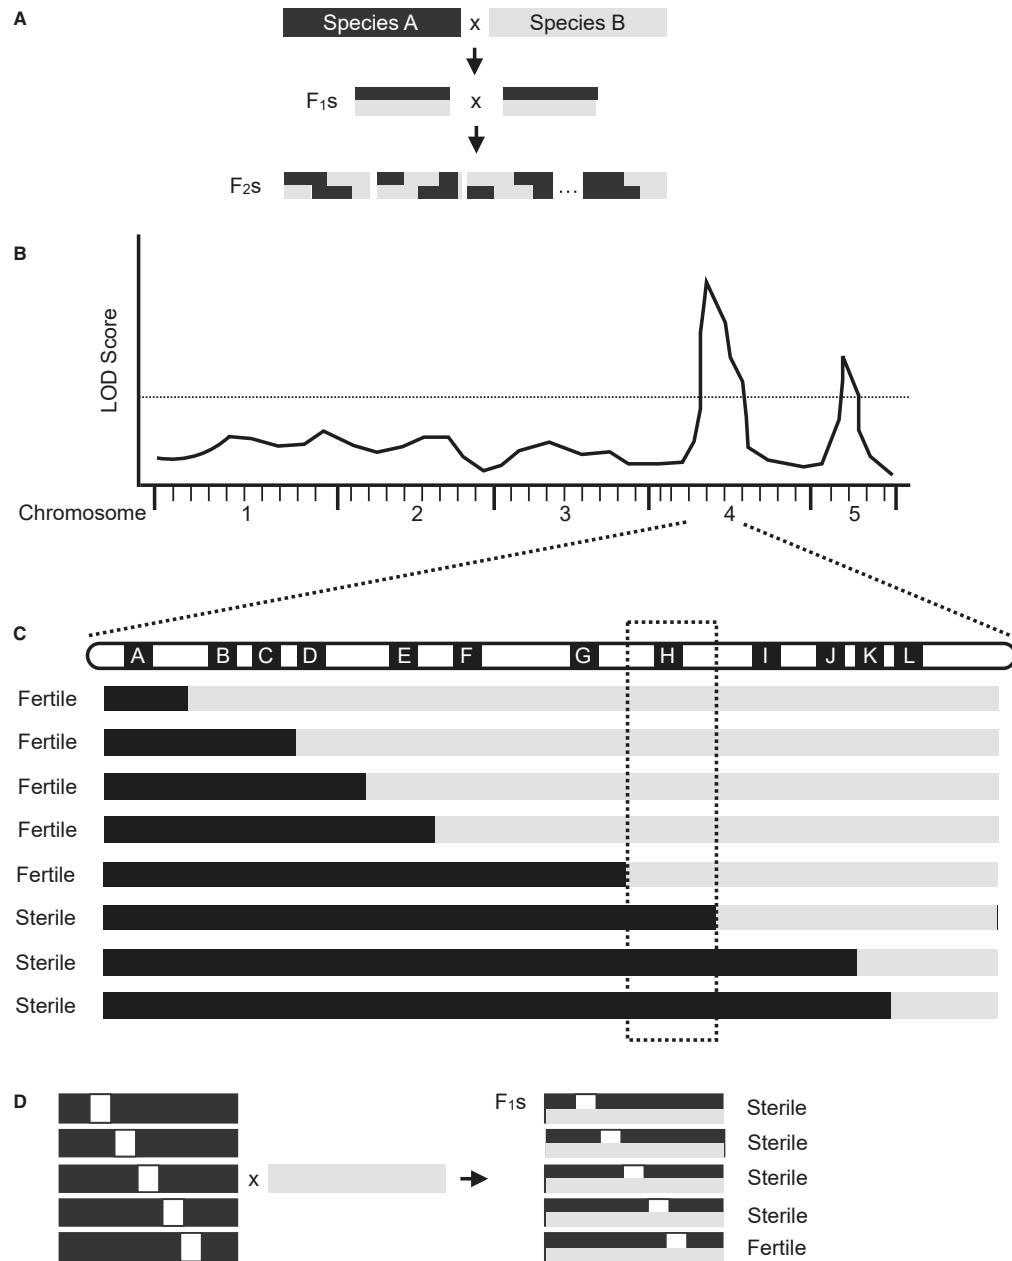 A
Species A x Species B
F₁s x
F₂s ...
B
LOD Score
Chromosome 1 2 3 4 5
C
A B C D E F G H I J K L
Fertile
Fertile
Fertile
Fertile
Fertile
Sterile
Sterile
Sterile
D
F₁s Sterile
Sterile
x Sterile
Sterile
Fertile